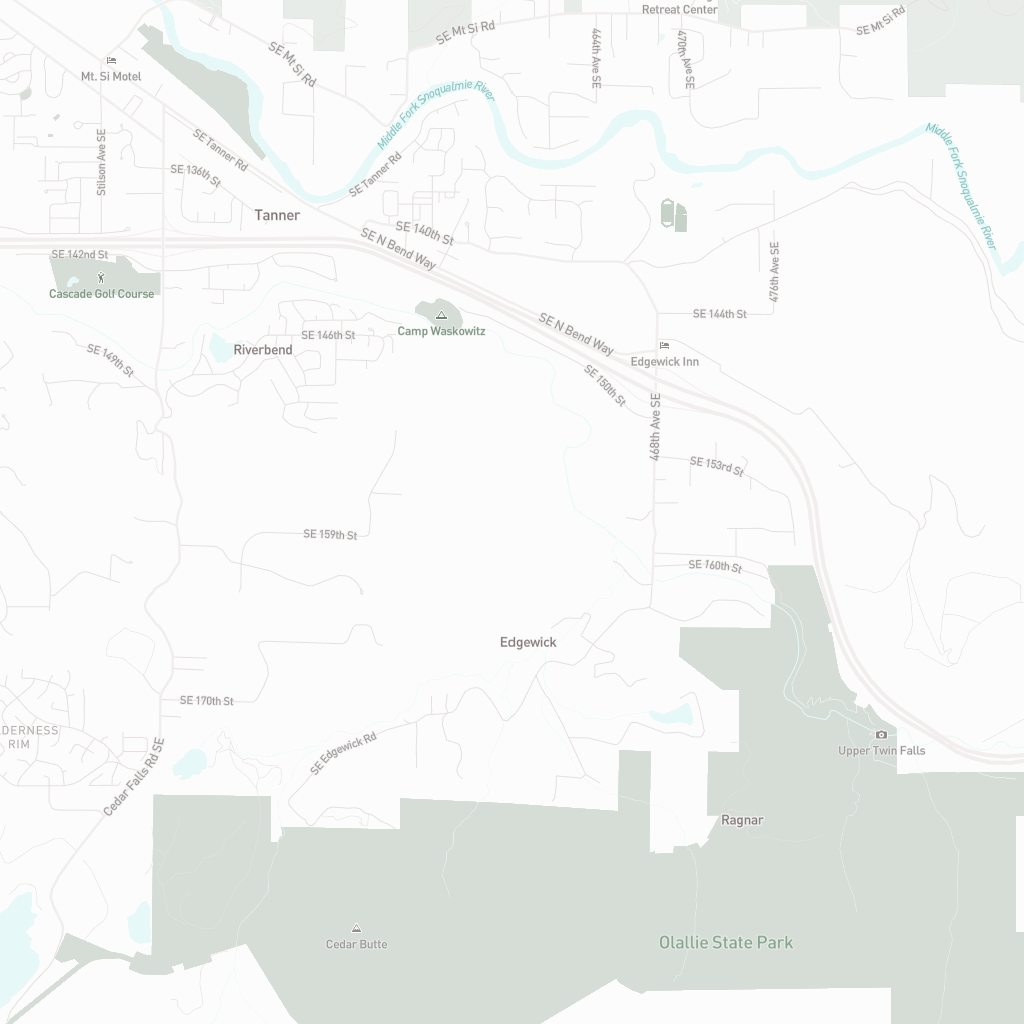 Retreat Center
SE Mt Si Rd
SE Mt Si Rd
SE Mt Si Rd
464th Ave SE
470th Ave SE
Mt. Si Motel
Middle Fork Snoqualmie River
Middle Fork Snoqualmie River
SE Tanner Rd
SE Tanner Rd
Stilson Ave SE
SE 136th St
Tanner
SE 140th St
SE N Bend Way
SE 142nd St
476th Ave SE
Cascade Golf Course
SE 144th St
Camp Waskowitz
SE N Bend Way
SE 146th St
Riverbend
SE 149th St
Edgewick Inn
SE 150th St
468th Ave SE
SE 153rd St
SE 159th St
SE 160th St
Edgewick
SE 170th St
DERNESS
RIM
SE Edgewick Rd
Cedar Falls Rd SE
Upper Twin Falls
Ragnar
Cedar Butte
Olallie State Park